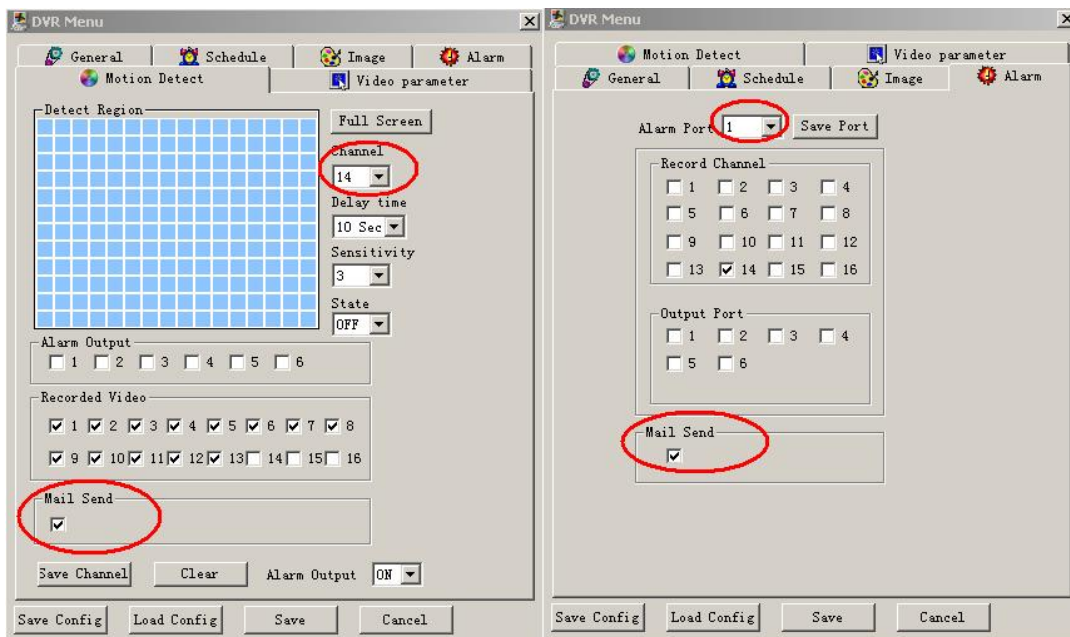 DVR Menu
General Schedule Image Alarm
Motion Detect Video parameter
Detect Region
Full Screen
Channel
14
Delay time
10 Sec
Sensitivity
3
State
OFF
Alarm Output
1 2 3 4 5 6
Recorded Video
1 2 3 4 5 6 7 8
9 10 11 12 13 14 15 16
Mail Send
Save Channel Clear Alarm Output ON
Save Config Load Config Save Cancel
DVR Menu
Motion Detect Video parameter
General Schedule Image Alarm
Alarm Port 1 Save Port
Record Channel
1 2 3 4
5 6 7 8
9 10 11 12
13 14 15 16
Output Port
1 2 3 4
5 6
Mail Send
Save Config Load Config Save Cancel